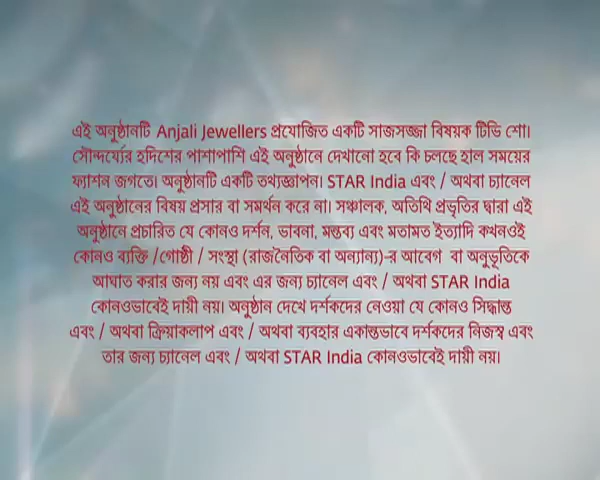 এই অনুষ্ঠানটি Anjali Jewellers প্রযোজিত একটি সাজসজ্জা বিষয়ক টিভি শো।
সৌন্দর্য্যের হদিশের পাশাপাশি এই অনুষ্ঠানে দেখানো হবে কি চলছে হাল সময়ের
ফ্যাশন জগতে। অনুষ্ঠানটি একটি তথ্যজ্ঞাপন। STAR India এবং / অথবা চ্যানেল
এই অনুষ্ঠানের বিষয় প্রসার বা সমর্থন করে না। সঞ্চালক, অতিথি প্রভৃতির দ্বারা এই
অনুষ্ঠানে প্রচারিত যে কোনও দর্শন, ভাবনা, মন্তব্য এবং মতামত ইত্যাদি কখনওই
কোনও ব্যক্তি /গোষ্ঠী / সংস্থা (রাজনৈতিক বা অন্যান্য)-র আবেগ বা অনুভূতিকে
আঘাত করার জন্য নয় এবং এর জন্য চ্যানেল এবং / অথবা STAR India
কোনওভাবেই দায়ী নয়। অনুষ্ঠান দেখে দর্শকদের নেওয়া যে কোনও সিদ্ধান্ত
এবং / অথবা ক্রিয়াকলাপ এবং / অথবা ব্যবহার একান্তভাবে দর্শকদের নিজস্ব এবং
তার জন্য চ্যানেল এবং / অথবা STAR India কোনওভাবেই দায়ী নয়।